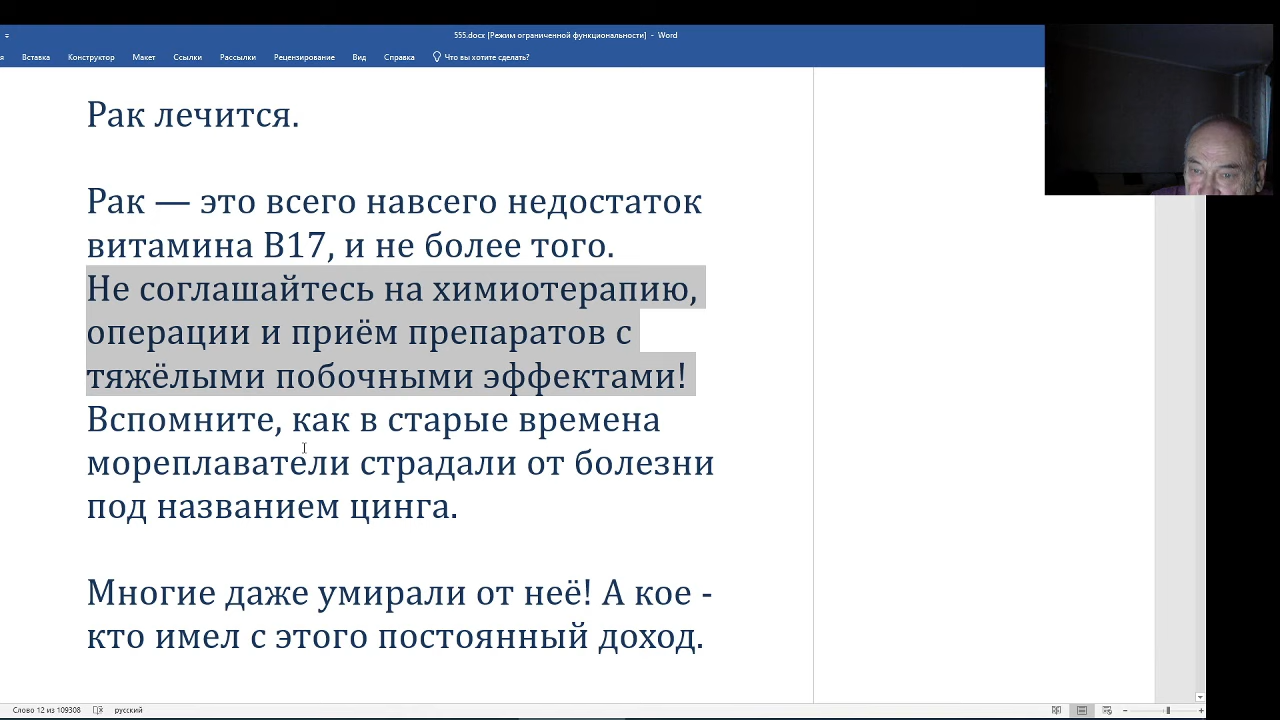 555.docx [Режим ограниченной функциональности] - Word
я Вставка Конструктор Макет Ссылки Рассылки Рецензирование Вид Справка Что вы хотите сделать?
Рак лечится.
Рак — это всего навсего недостаток
витамина В17, и не более того.
Не соглашайтесь на химиотерапию,
операции и приём препаратов с
тяжёлыми побочными эффектами!
Вспомните, как в старые времена
мореплаватели страдали от болезни
под названием цинга.
Многие даже умирали от неё! А кое -
кто имел с этого постоянный доход.
Слово 12 из 109308 русский